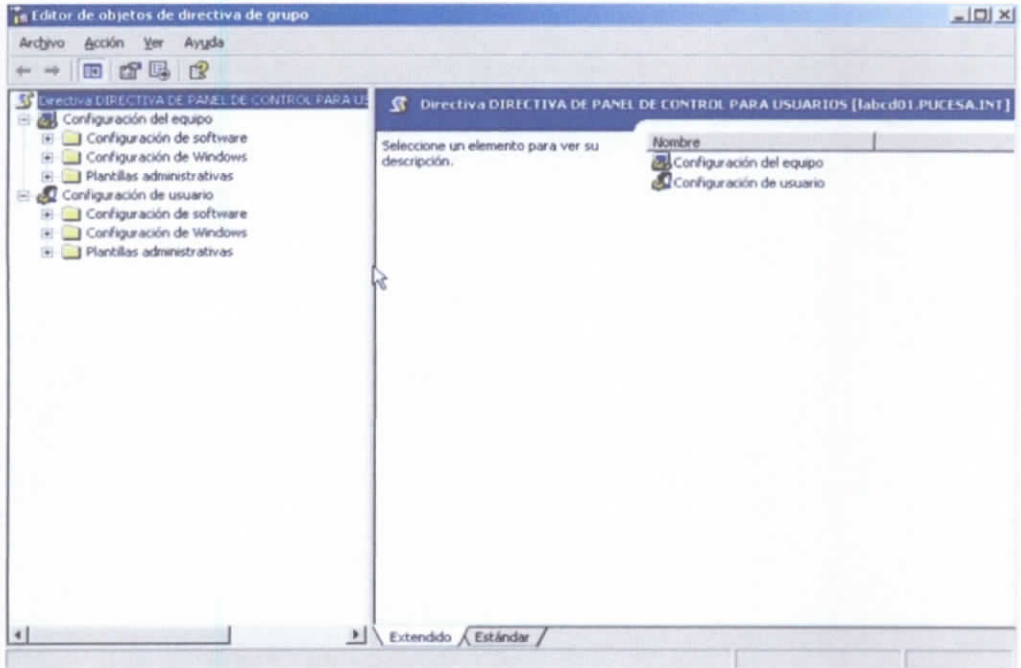 Editor de objetos de directiva de grupo
Archivo Acción Ver Ayuda
Directiva DIRECTIVA DE PANEL DE CONTROL PARA US
Configuración del equipo
Configuración de software
Configuración de Windows
Plantillas administrativas
Configuración de usuario
Configuración de software
Configuración de Windows
Plantillas administrativas
Directiva DIRECTIVA DE PANEL DE CONTROL PARA USUARIOS [labcd01.PUCESA.INT]
Seleccione un elemento para ver su
descripción.
Nombre
Configuración del equipo
Configuración de usuario
Extendido Estándar